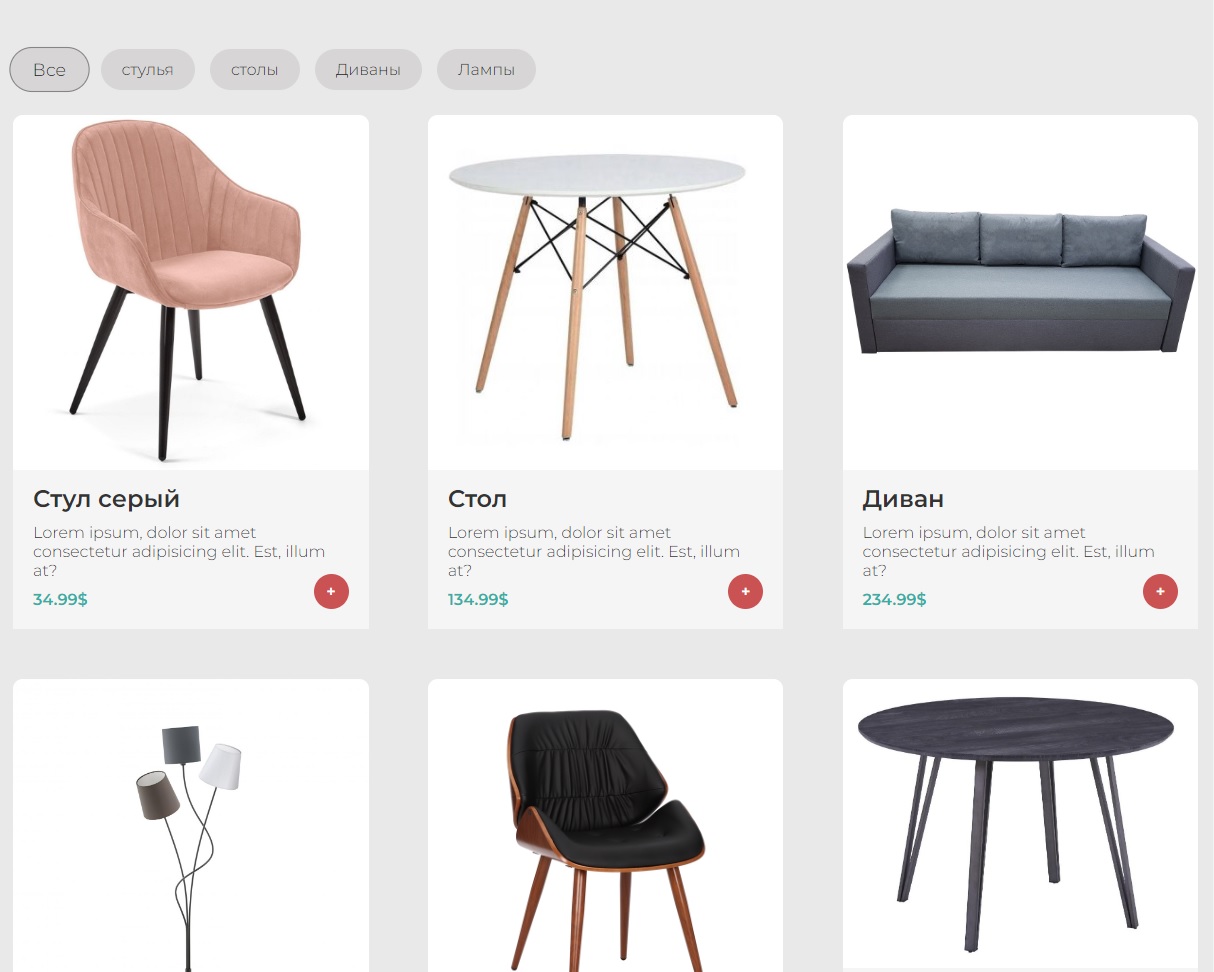 Все стулья столы Диваны Лампы
Стул серый
Lorem ipsum, dolor sit amet
consectetur adipisicing elit. Est, illum
at?
34.99$
+
Стол
Lorem ipsum, dolor sit amet
consectetur adipisicing elit. Est, illum
at?
134.99$
+
Диван
Lorem ipsum, dolor sit amet
consectetur adipisicing elit. Est, illum
at?
234.99$
+